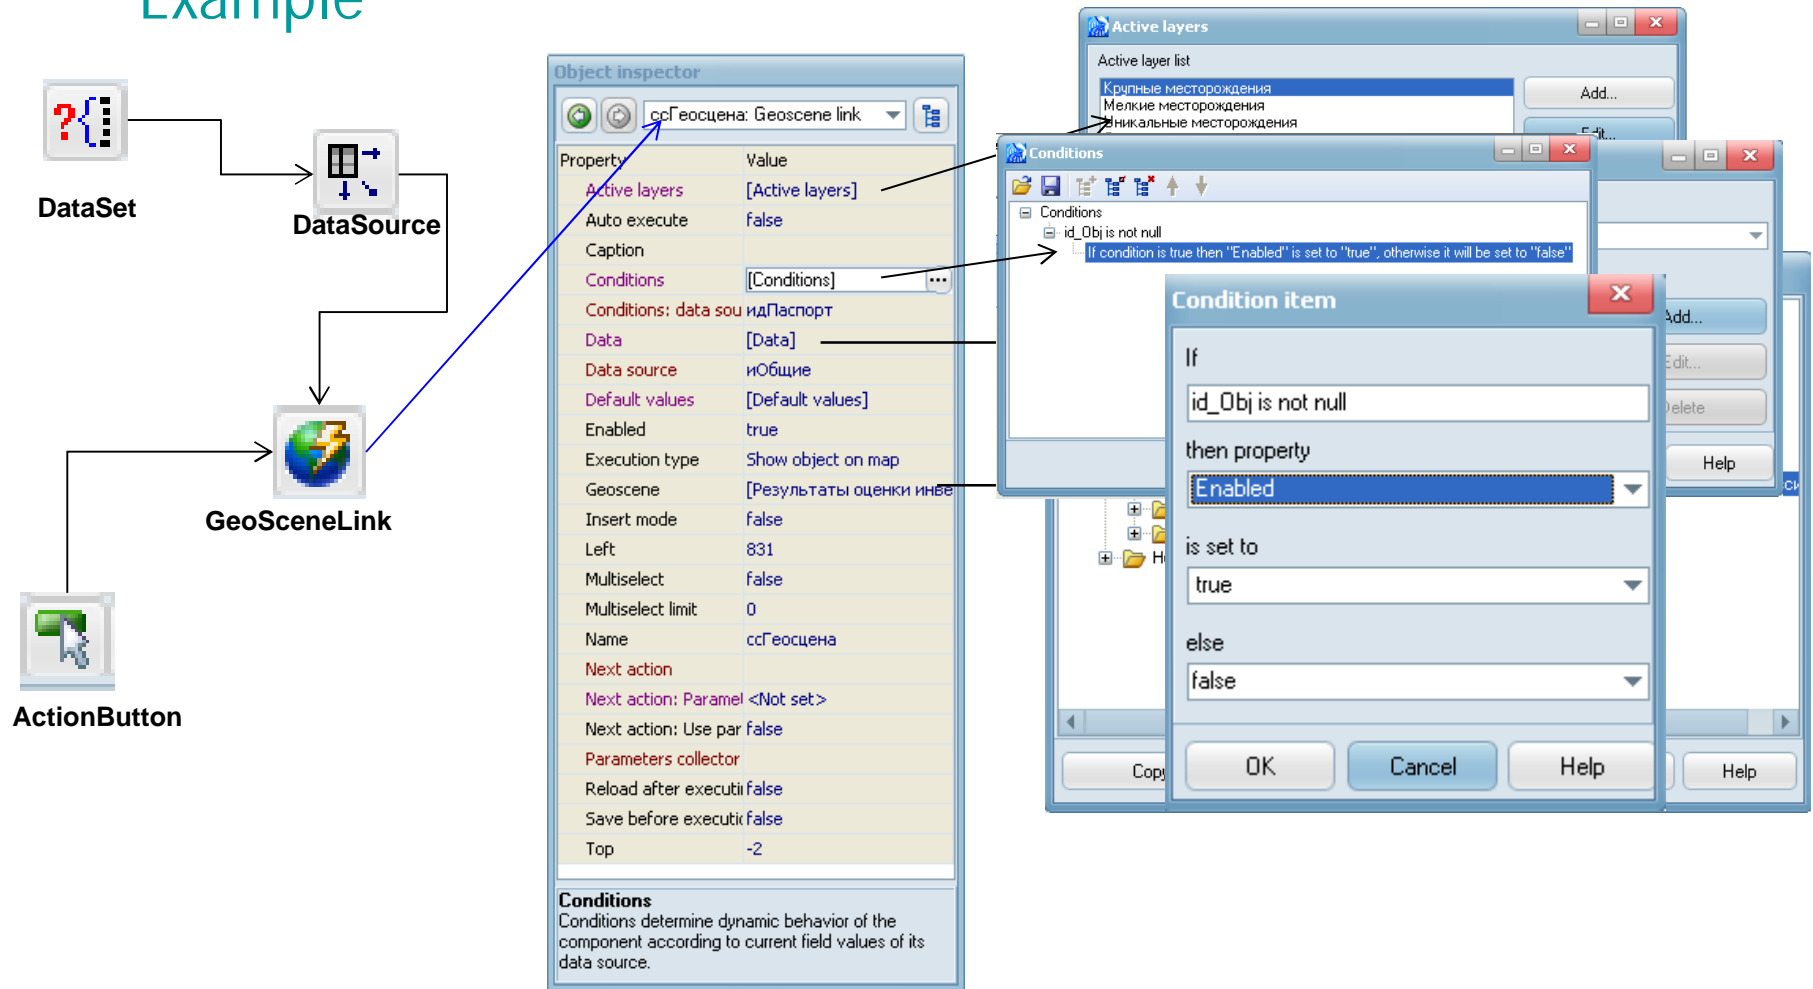 Example
DataSet
DataSource
GeoSceneLink
ActionButton
Object inspector
ссГеосцена: Geoscene link
Property Value
Active layers [Active layers]
Auto execute false
Caption
Conditions [Conditions]
Conditions: data sou идПаспорт
Data [Data]
Data source иОбщие
Default values [Default values]
Enabled true
Execution type Show object on map
Geoscene [Результаты оценки инве
Insert mode false
Left 831
Multiselect false
Multiselect limit 0
Name ссГеосцена
Next action
Next action: Paramet <Not set>
Next action: Use par false
Parameters collector
Reload after executi false
Save before executic false
Top -2
Conditions
Conditions determine dynamic behavior of the
component according to current field values of its
data source.
Active layers
Active layer list
Крупные месторождения
Мелкие месторождения
Уникальные месторождения
Add...
Edit...
Conditions
Conditions
id_Obj is not null
If condition is true then "Enabled" is set to "true", otherwise it will be set to "false"
Add...
Edit...
Delete
Help
Condition item
If
id_Obj is not null
then property
Enabled
is set to
true
else
false
OK Cancel Help
Copy
Help